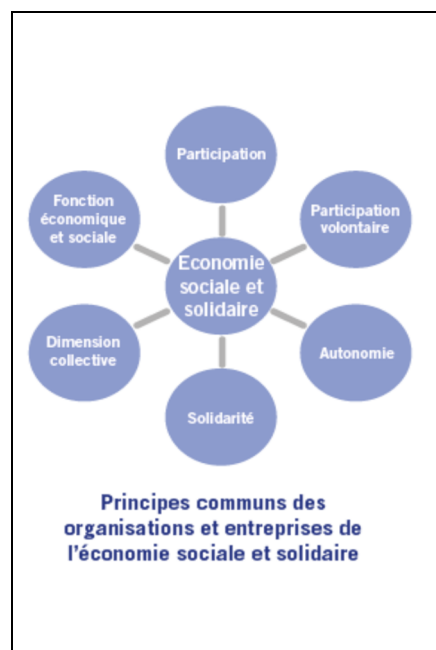 Participation
Fonction
économique
et sociale
Participation
volontaire
Economie
sociale et
solidaire
Dimension
collective
Autonomie
Solidarité
Principes communs des
organisations et entreprises de
l'économie sociale et solidaire